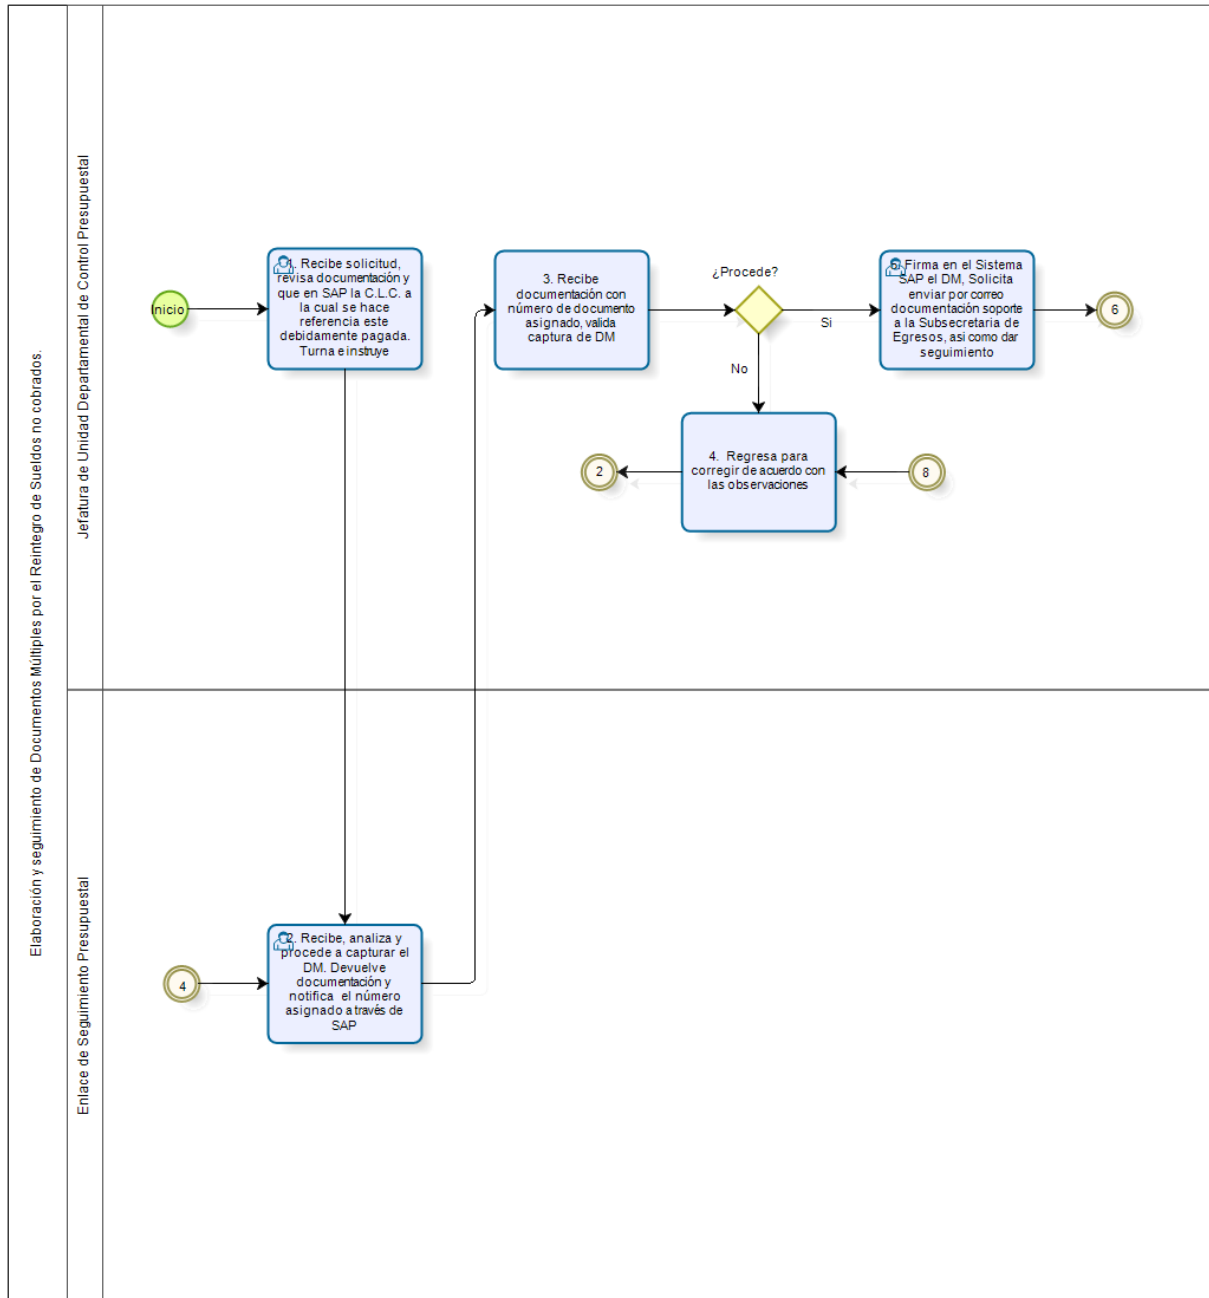 Elaboración y seguimiento de Documentos Múltiples por el Reintegro de Sueldos no cobrados.
Jefatura de Unidad Departamental de Control Presupuestal
Inicio
1. Recibe solicitud,
revisa documentación y
que en SAP la C.L.C. a
la cual se hace
referencia este
debidamente pagada.
Turna e instruye
3. Recibe
documentación con
número de documento
asignado, valida
captura de DM
¿Procede?
Si
No
5. Firma en el Sistema
SAP el DM, Solicita
enviar por correo
documentación soporte
a la Subsecretaria de
Egresos, asi como dar
seguimiento
6
4. Regresa para
corregir de acuerdo con
las observaciones
2
8
Enlace de Seguimiento Presupuestal
4
2. Recibe, analiza y
procede a capturar el
DM. Devuelve
documentación y
notifica el número
asignado a través de
SAP